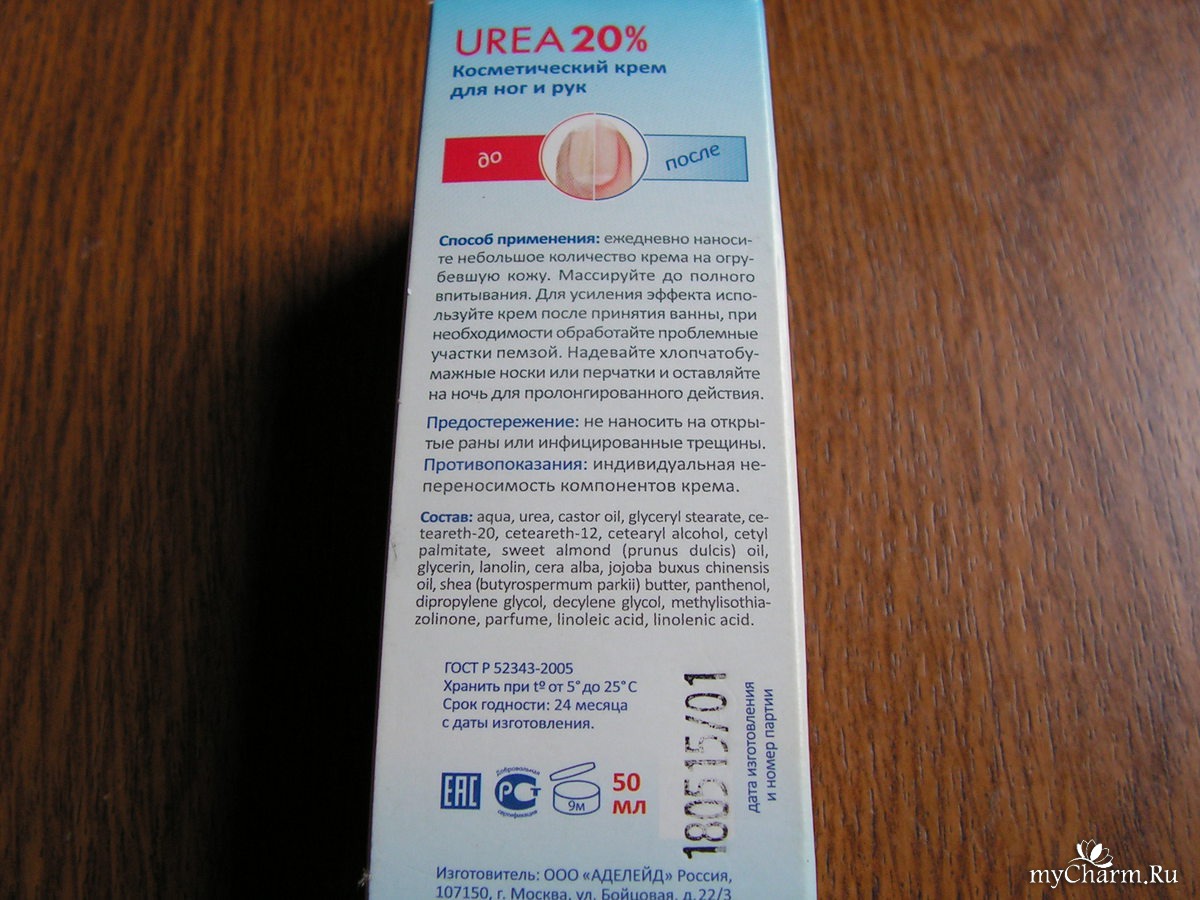 UREA 20%
Косметический крем
для ног и рук
до
после
Способ применения: ежедневно наноси-
те небольшое количество крема на огру-
бевшую кожу. Массируйте до полного
впитывания. Для усиления эффекта испо-
льзуйте крем после принятия ванны, при
необходимости обработайте проблемные
участки пемзой. Надевайте хлопчатобу-
мажные носки или перчатки и оставляйте
на ночь для пролонгированного действия.
Предостережение: не наносить на откры-
тые раны или инфицированные трещины.
Противопоказания: индивидуальная не-
переносимость компонентов крема.
Состав: aqua, urea, castor oil, glyceryl stearate, ce-
teareth-20, ceteareth-12, cetearyl alcohol, cetyl
palmitate, sweet almond (prunus dulcis) oil,
glycerin, lanolin, cera alba, jojoba buxus chinensis
oil, shea (butyrospermum parkii) butter, panthenol,
dipropylene glycol, decylene glycol, methylisothia-
zolinone, parfume, linoleic acid, linolenic acid.
ГОСТ Р 52343-2005
Хранить при tº от 5° до 25° С
Срок годности: 24 месяца
с даты изготовления.
180515/01
дата изготовления
и номер партии
ЕАС
Добровольная
РСТ
сертификация
9м
50
мл
Изготовитель: ООО «АДЕЛЕЙД» Россия,
107150, г. Москва, ул. Бойцовая, д.22/3
myCharm.Ru